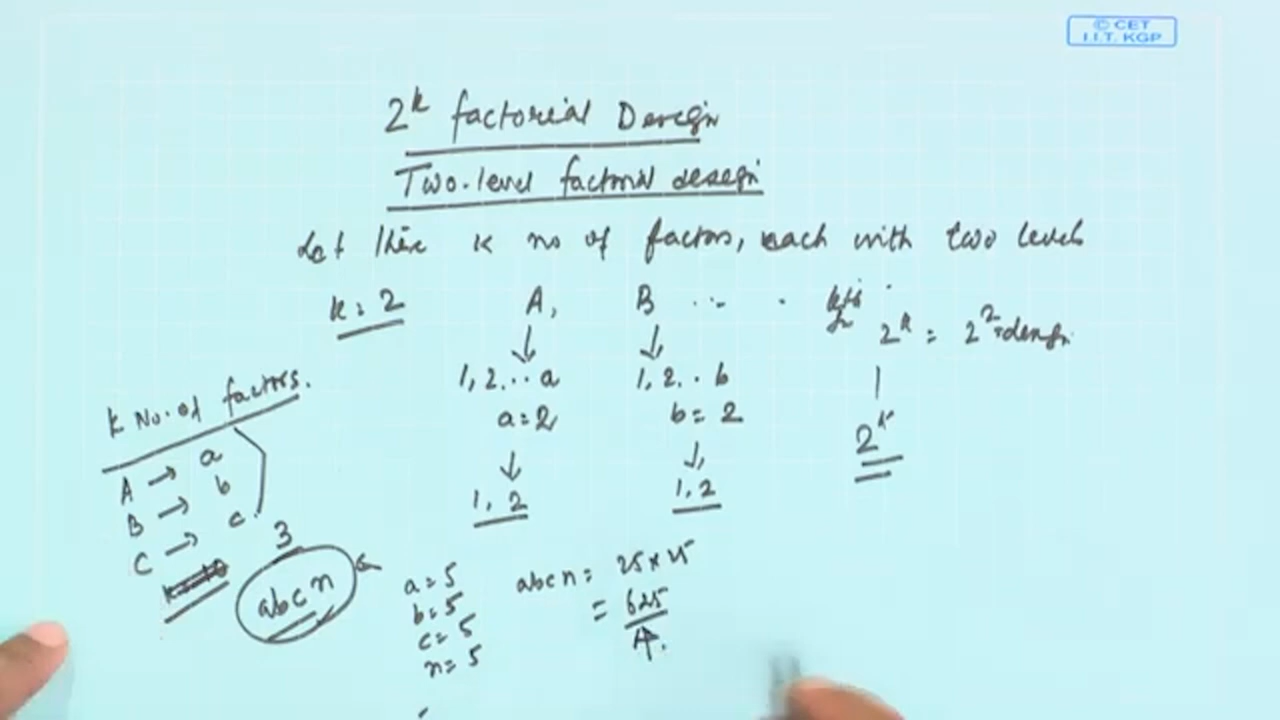 © CET
I.I.T. KGP
2^k factorial Design
Two-level factorial design
Let there k no of factors, each with two levels
k = 2 A, B ... .
2^k = 2^2 design
1, 2 ... a 1, 2 .. b
a = 2 b = 2
2^k
1, 2 1, 2
k No. of factors.
A → a
B → b
C → c
3
abcn
a = 5
b = 5
c = 5
n = 5
abcn = 25 × 25
= 625